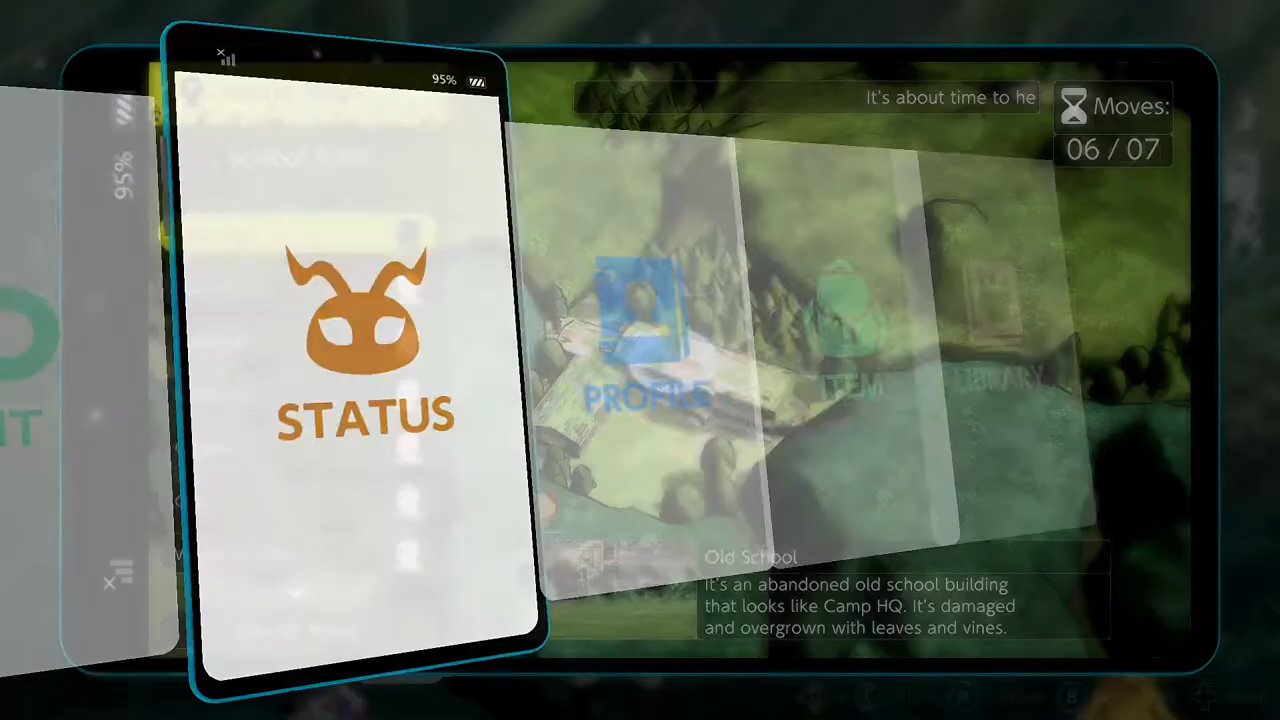 95%
It's about time to he
Moves:
06 / 07
95%
STATUS
PROFILE
ITEM
LIBRARY
IT
Old School
It's an abandoned old school building
that looks like Camp HQ. It's damaged
and overgrown with leaves and vines.